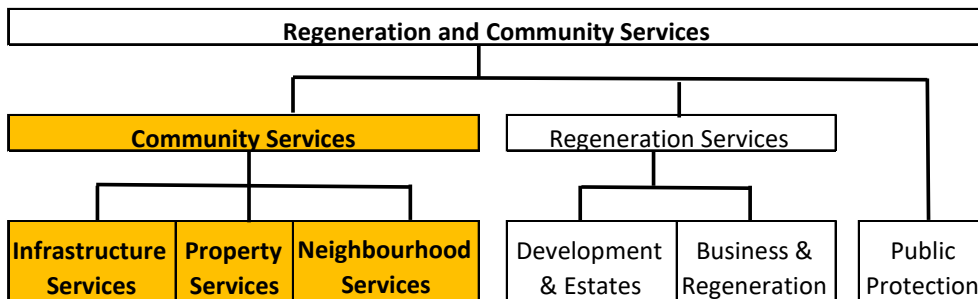 Regeneration and Community Services
Community Services
Regeneration Services
Infrastructure
Services
Property
Services
Neighbourhood
Services
Development
& Estates
Business &
Regeneration
Public
Protection